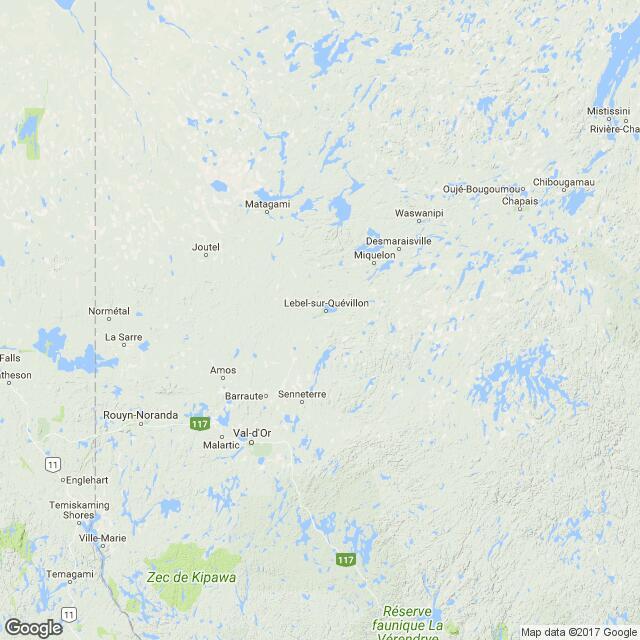 Mistissini
Rivière-Cha
Oujé-Bougoumou
Chibougamau
Chapais
Matagami
Waswanipi
Desmaraisville
Joutel
Miquelon
Lebel-sur-Quévillon
Normétal
La Sarre
Falls
theson
Amos
Barraute
Senneterre
Rouyn-Noranda
117
Malartic
Val-d'Or
11
Englehart
Temiskaming
Shores
Ville-Marie
117
Zec de Kipawa
Temagami
11
Réserve
faunique La
Vérendrye
Google
Map data ©2017 Google